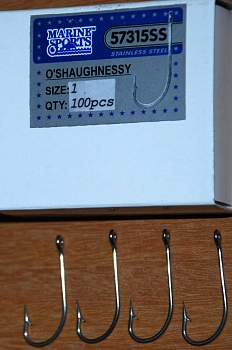 MARINE SPORTS
57315SS
STAINLESS STEEL
O'SHAUGHNESSY
SIZE:1
QTY: 100pcs